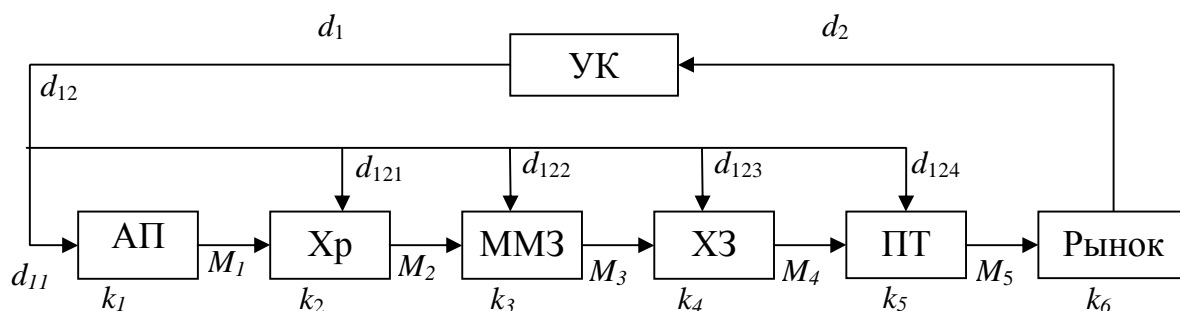 d1 d2
УК
d12
d121 d122 d123 d124
АП Хр ММЗ ХЗ ПТ Рынок
d11 M1 M2 M3 M4 M5
k1 k2 k3 k4 k5 k6